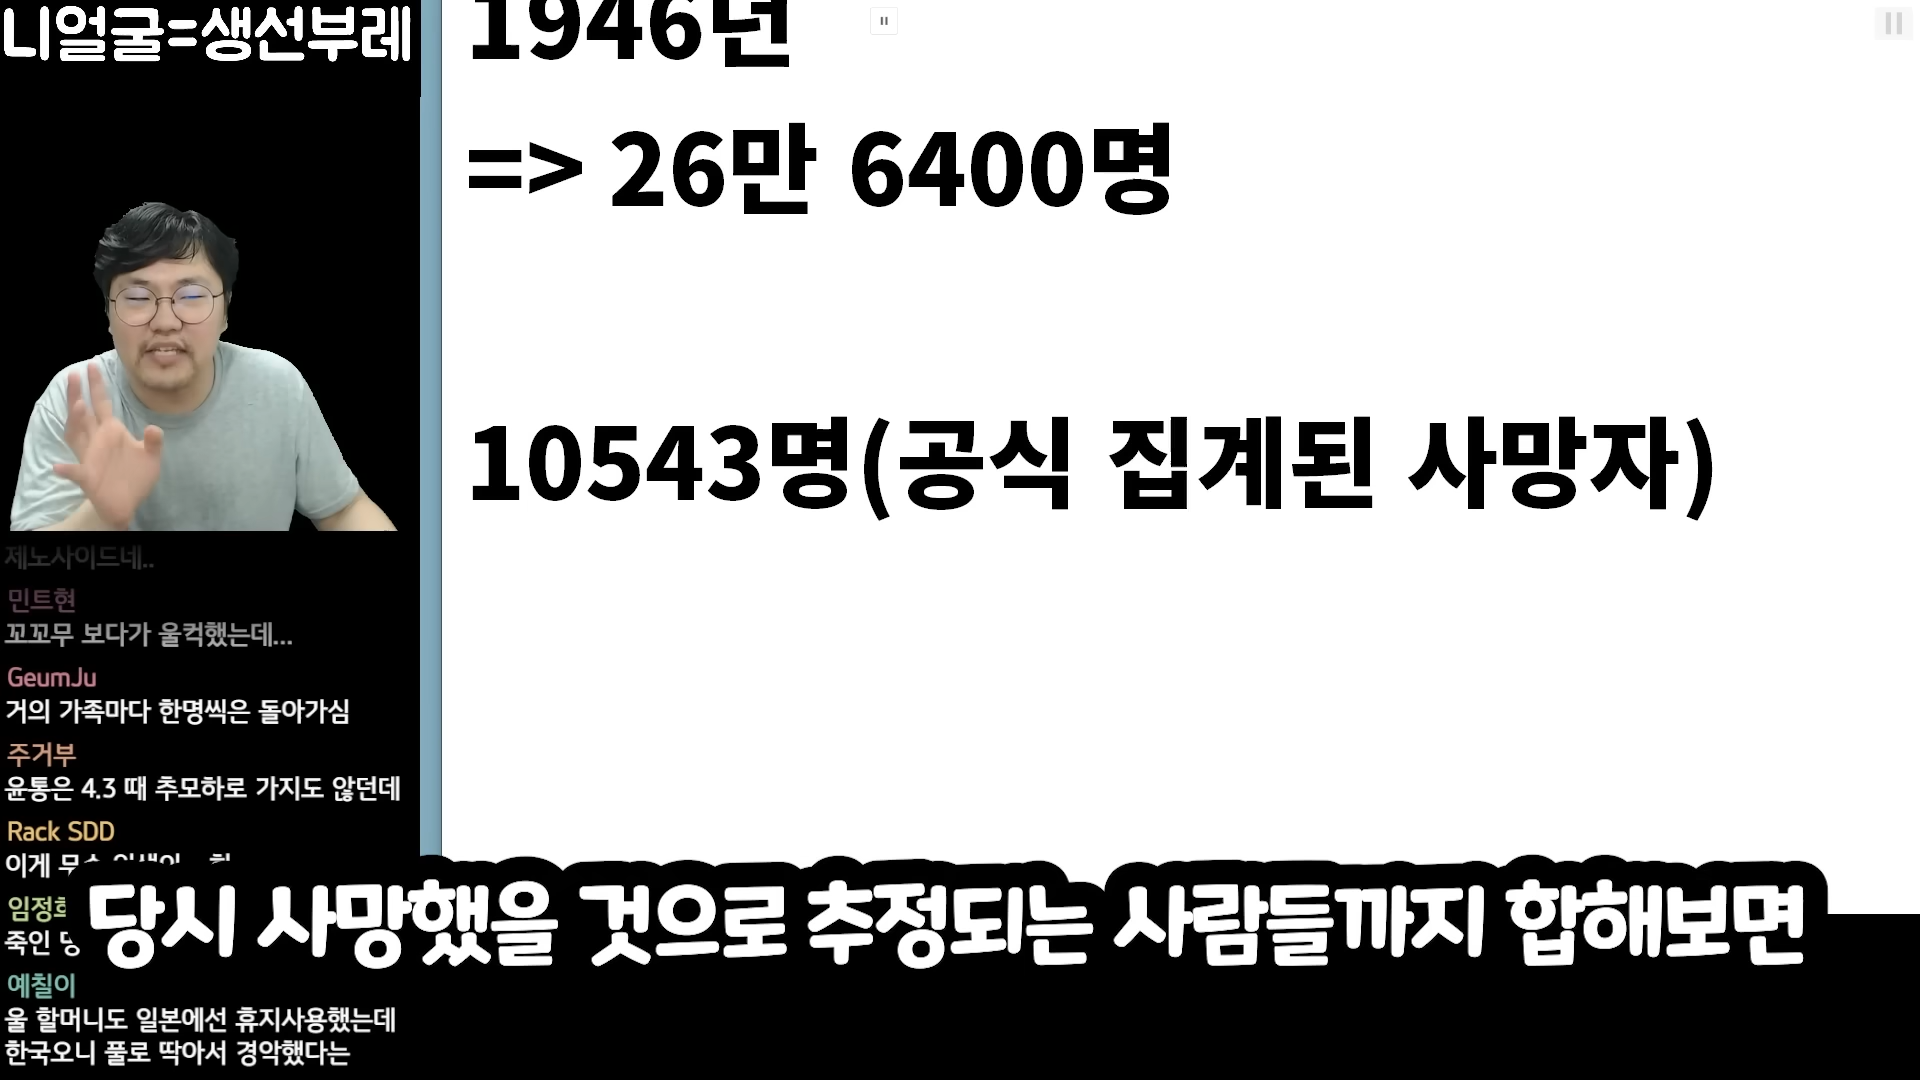 니얼굴=생선부레
1946년
=> 26만 6400명
10543명(공식 집계된 사망자)
제노사이드네..
민트현
꼬꼬무 보다가 울컥했는데...
GeumJu
거의 가족마다 한명씩은 돌아가심
주거부
윤통은 4.3 때 추모하로 가지도 않던데
Rack SDD
이게
임정
죽인
당시 사망했을 것으로 추정되는 사람들까지 합해보면
예칠이
울 할머니도 일본에선 휴지사용했는데
한국오니 풀로 딱아서 경악했다는